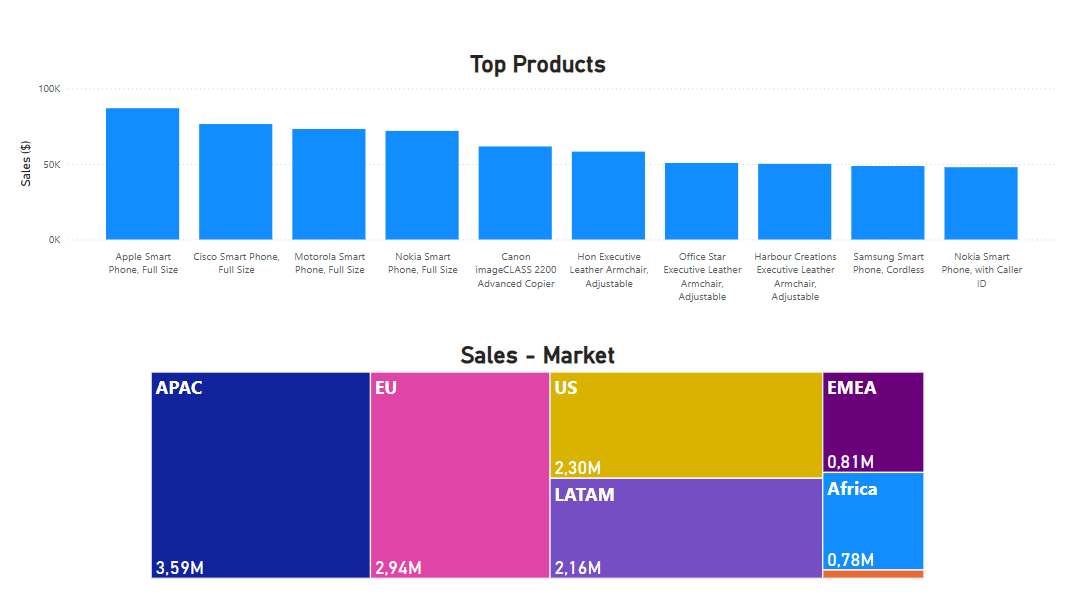 Top Products
100K
50K
0K
Sales ($)
Apple Smart
Phone, Full Size
Cisco Smart Phone,
Full Size
Motorola Smart
Phone, Full Size
Nokia Smart
Phone, Full Size
Canon
imageCLASS 2200
Advanced Copier
Hon Executive
Leather Armchair,
Adjustable
Office Star
Executive Leather
Armchair,
Adjustable
Harbour Creations
Executive Leather
Armchair,
Adjustable
Samsung Smart
Phone, Cordless
Nokia Smart
Phone, with Caller
ID
Sales - Market
APAC
3,59M
EU
2,94M
US
2,30M
LATAM
2,16M
EMEA
0,81M
Africa
0,78M